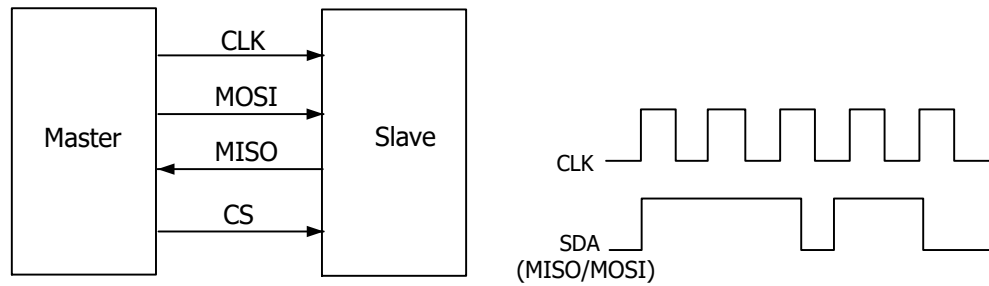 Master
CLK
MOSI
MISO
CS
Slave
CLK
SDA
(MISO/MOSI)